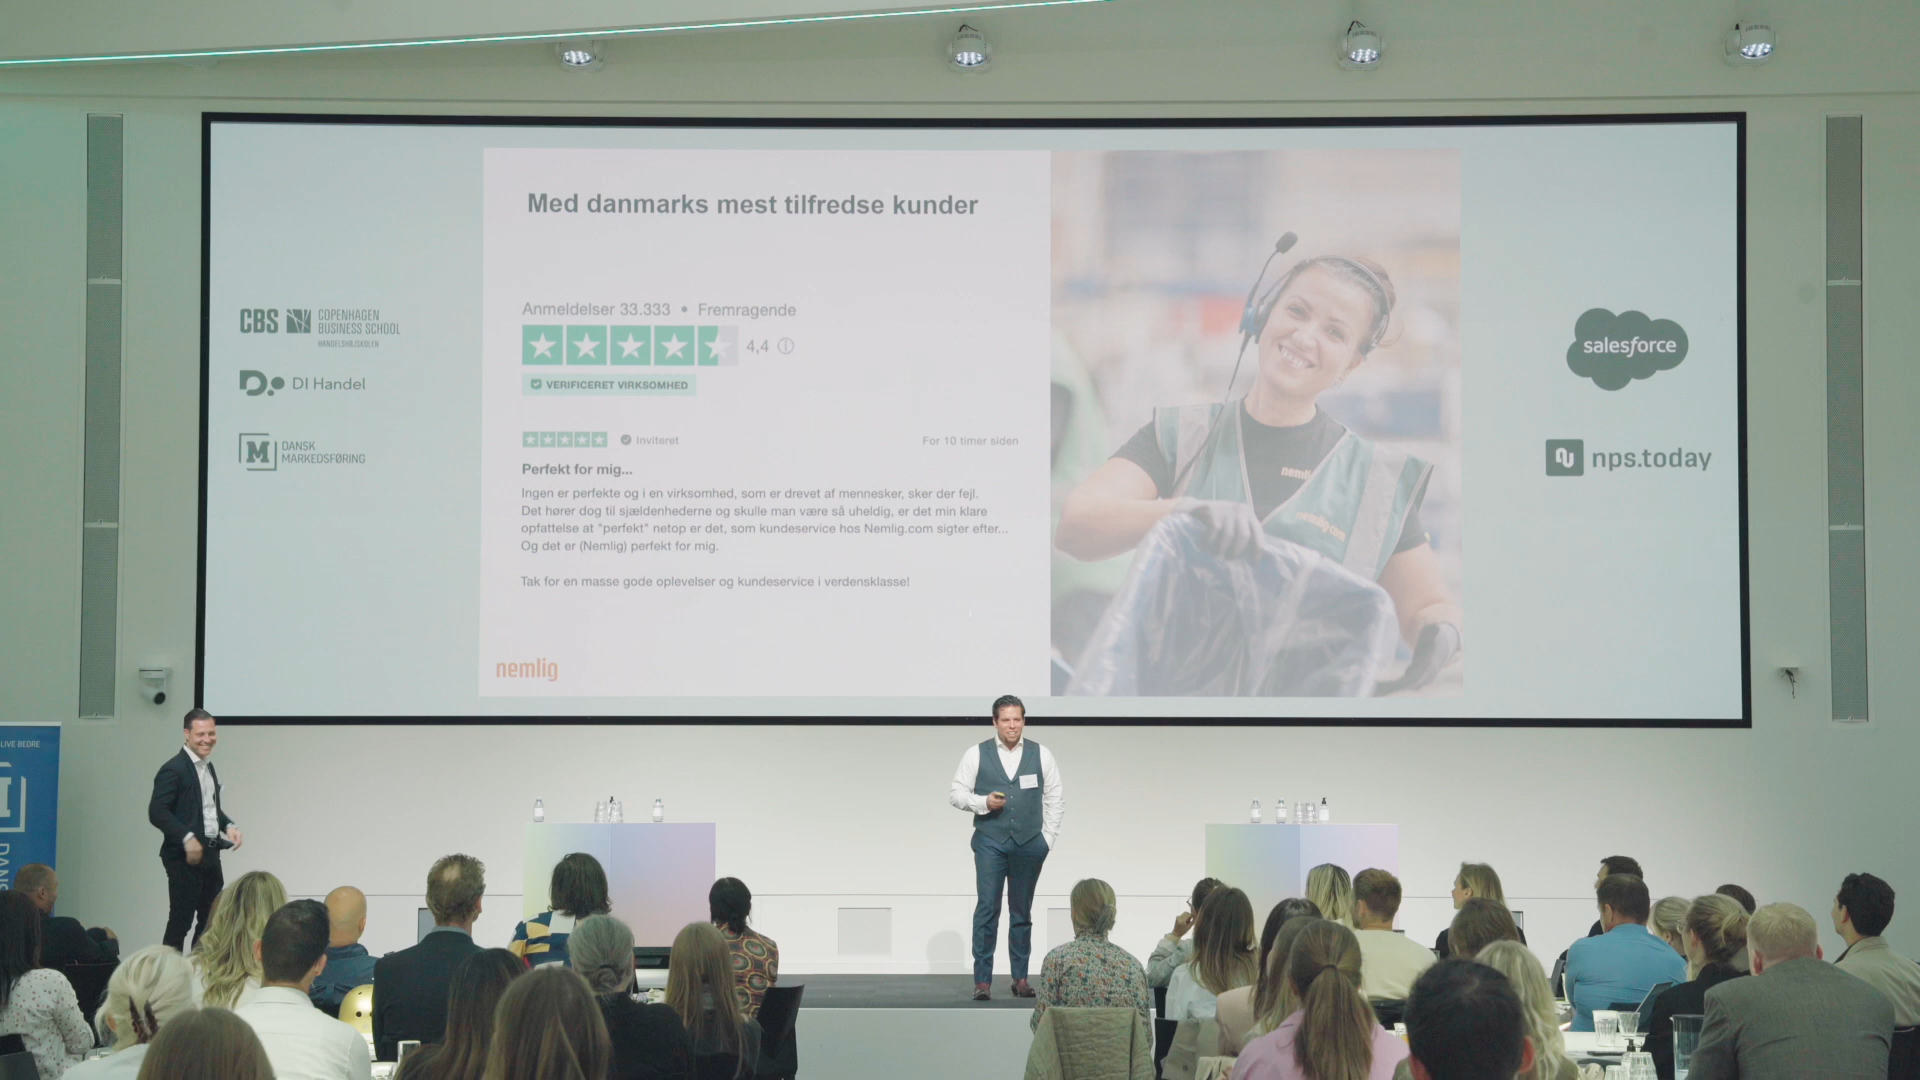 Med danmarks mest tilfredse kunder
Anmeldelser 33.333 • Fremragende
4,4
VERIFICERET VIRKSOMHED
Inviteret
For 10 timer siden
Perfekt for mig...
Ingen er perfekte og i en virksomhed, som er drevet af mennesker, sker der fejl.
Det hører dog til sjældenhederne og skulle man være så uheldig, er det min klare
opfattelse at "perfekt" netop er det, som kundeservice hos Nemlig.com sigter efter...
Og det er (Nemlig) perfekt for mig.
Tak for en masse gode oplevelser og kundeservice i verdensklasse!
nemlig
nemlig.com
CBS
COPENHAGEN
BUSINESS SCHOOL
HANDELSHØJSKOLEN
DI Handel
M
DANSK
MARKEDSFØRING
salesforce
nps.today
LIVE BEDRE